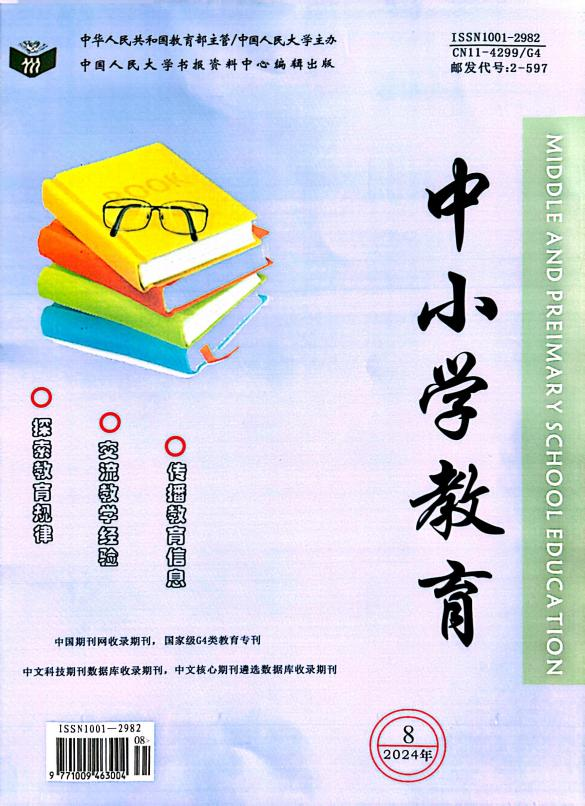 中华人民共和国教育部主管/中国人民大学主办
中国人民大学书报资料中心编辑出版
ISSN1001-2982
CN11-4299/G4
邮发代号:2-597
BOOK
中小学教育
MIDDLE AND PREIMARY SCHOOL EDUCATION
探索教育规律
交流教学经验
传播教育信息
中国期刊网收录期刊，国家级G4类教育专刊
中文科技期刊数据库收录期刊，中文核心期刊遴选数据库收录期刊
ISSN1001-2982
08>
9 771009 463004
8
2024年